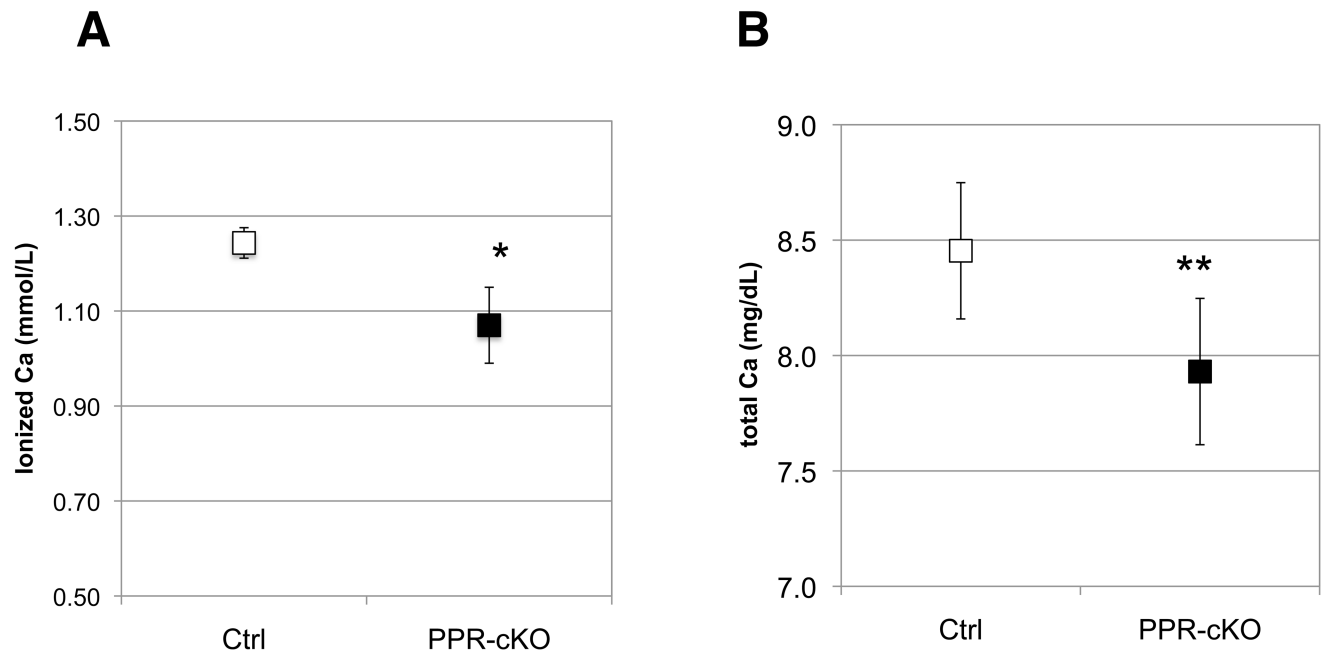 A
1.50
1.30
1.10
0.90
0.70
0.50
Ionized Ca (mmol/L)
*
Ctrl
PPR-cKO
B
9.0
8.5
8.0
7.5
7.0
total Ca (mg/dL)
**
Ctrl
PPR-cKO